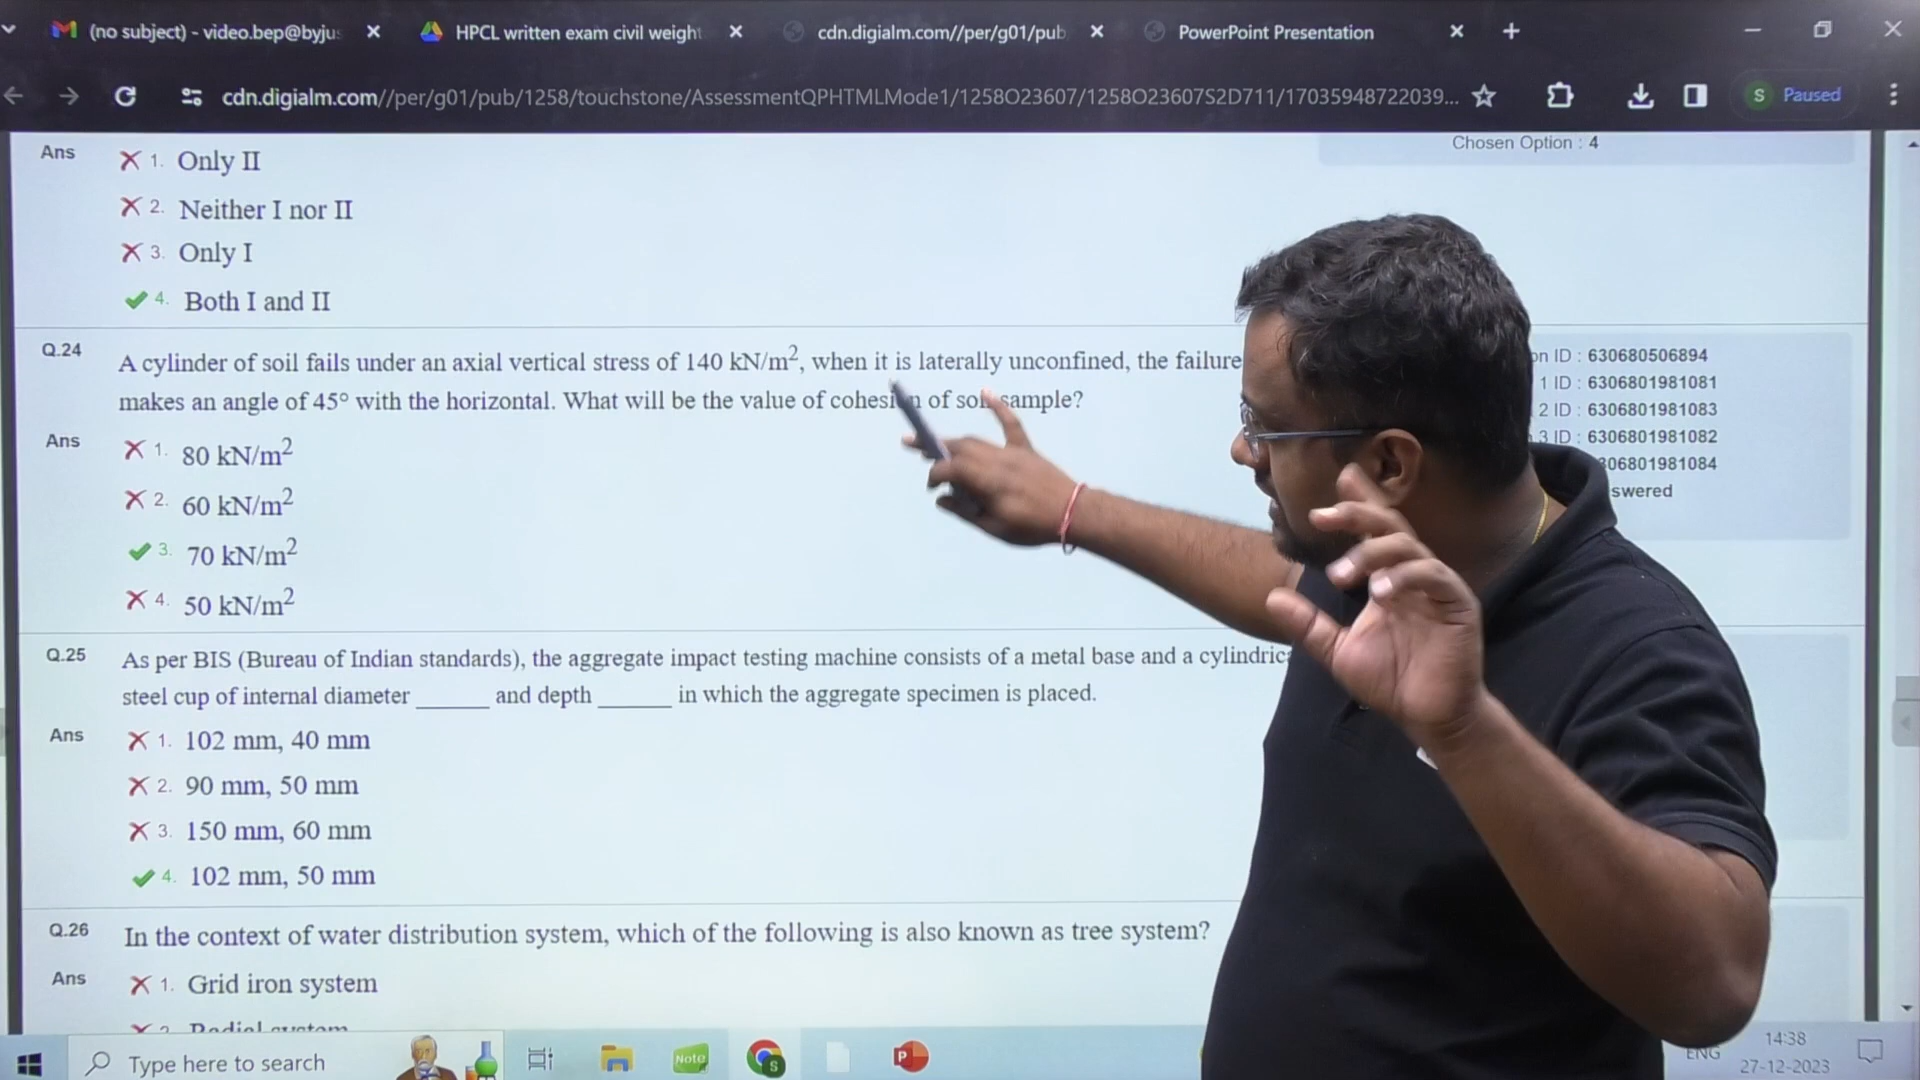 (no subject) - video.bep@byju
HPCL written exam civil weigh
cdn.digialm.com//per/g01/pub
PowerPoint Presentation
cdn.digialm.com//per/g01/pub/1258/touchstone/AssessmentQPHTMLMode1/1258O23607/1258O23607S2D711/17035948722039...
S Paused
Chosen Option : 4
Ans
1. Only II
2. Neither I nor II
3. Only I
4. Both I and II
Q.24 A cylinder of soil fails under an axial vertical stress of 140 kN/m², when it is laterally unconfined, the failure
makes an angle of 45° with the horizontal. What will be the value of of sample?
Ans
1. 80 kN/m²
2. 60 kN/m²
3. 70 kN/m²
4. 50 kN/m²
ID : 630680506894
1 ID : 6306801981081
2 ID : 6306801981083
3 ID : 6306801981082
06801981084
swered
Q.25 As per BIS (Bureau of Indian standards), the aggregate impact testing machine consists of a metal base and a cylindric
steel cup of internal diameter ______ and depth ______ in which the aggregate specimen is placed.
Ans
1. 102 mm, 40 mm
2. 90 mm, 50 mm
3. 150 mm, 60 mm
4. 102 mm, 50 mm
Q.26 In the context of water distribution system, which of the following is also known as tree system?
Ans
1. Grid iron system
2. Radial system
Type here to search
Note
S
P
ENG
14:38
27-12-2023